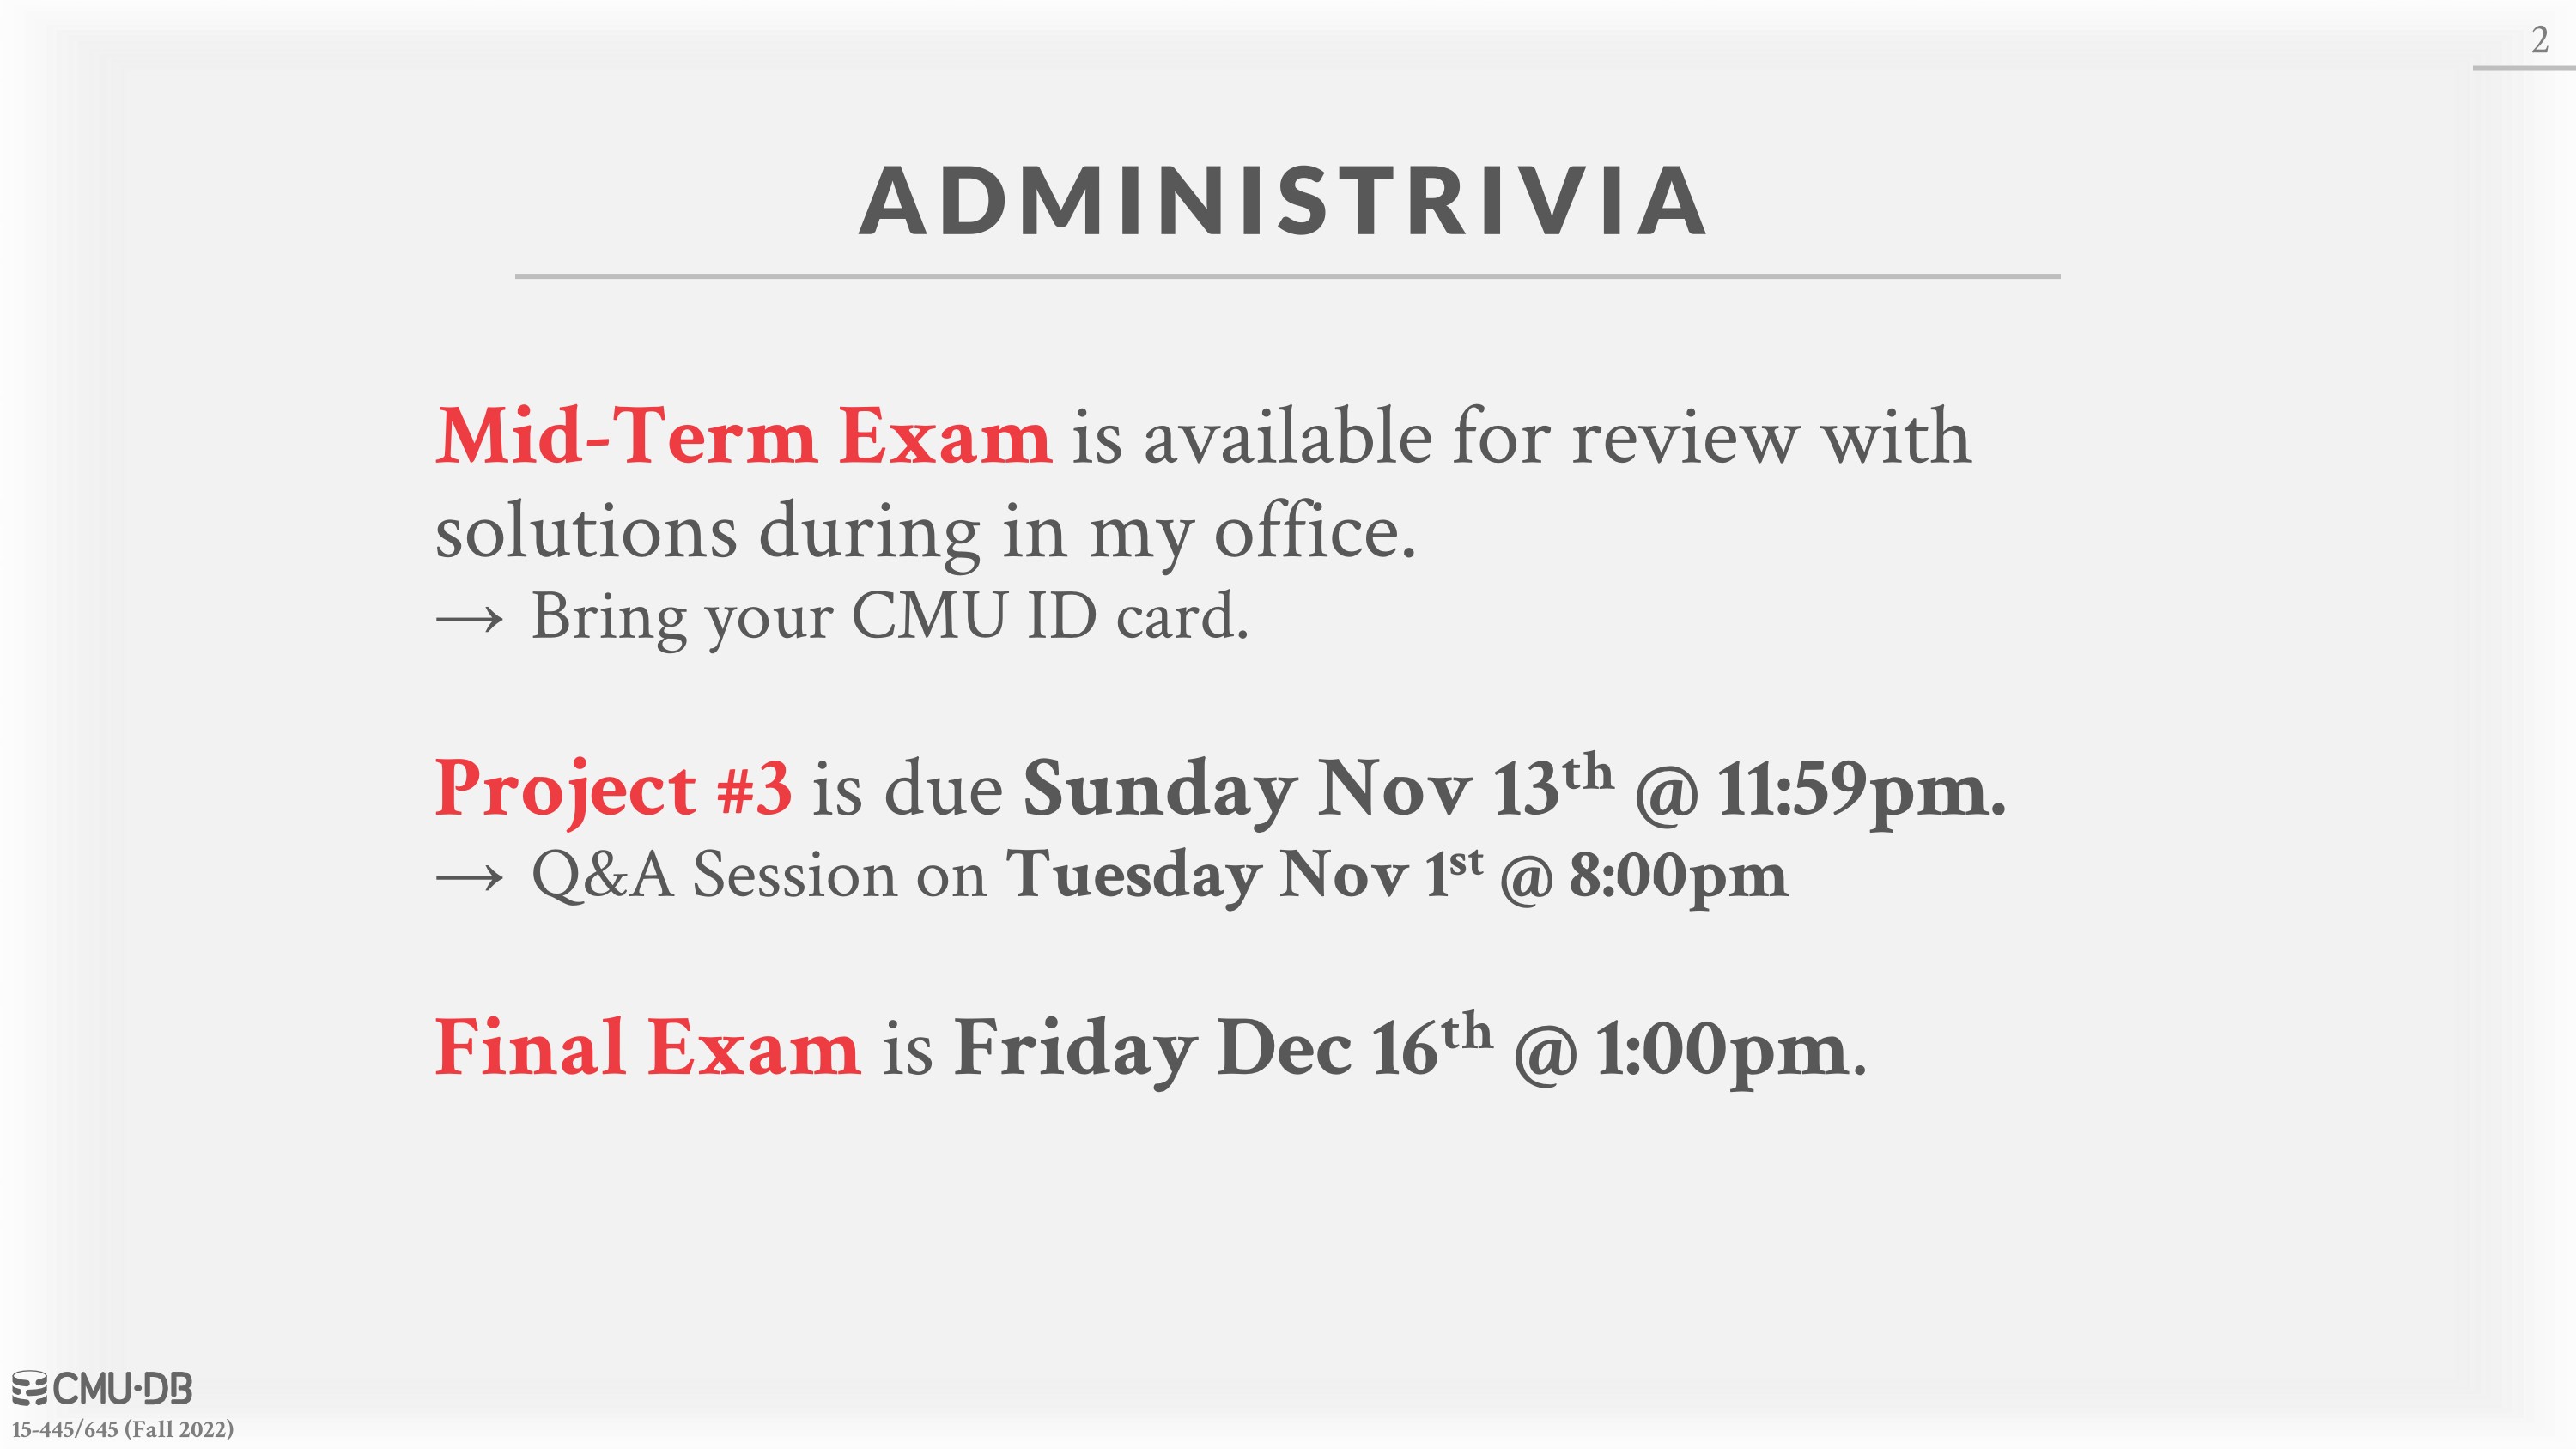 2
ADMINISTRIVIA
Mid-Term Exam is available for review with
solutions during in my office.
→ Bring your CMU ID card.
Project #3 is due Sunday Nov 13th @ 11:59pm.
→ Q&A Session on Tuesday Nov 1st @ 8:00pm
Final Exam is Friday Dec 16th @ 1:00pm.
CMU·DB
15-445/645 (Fall 2022)